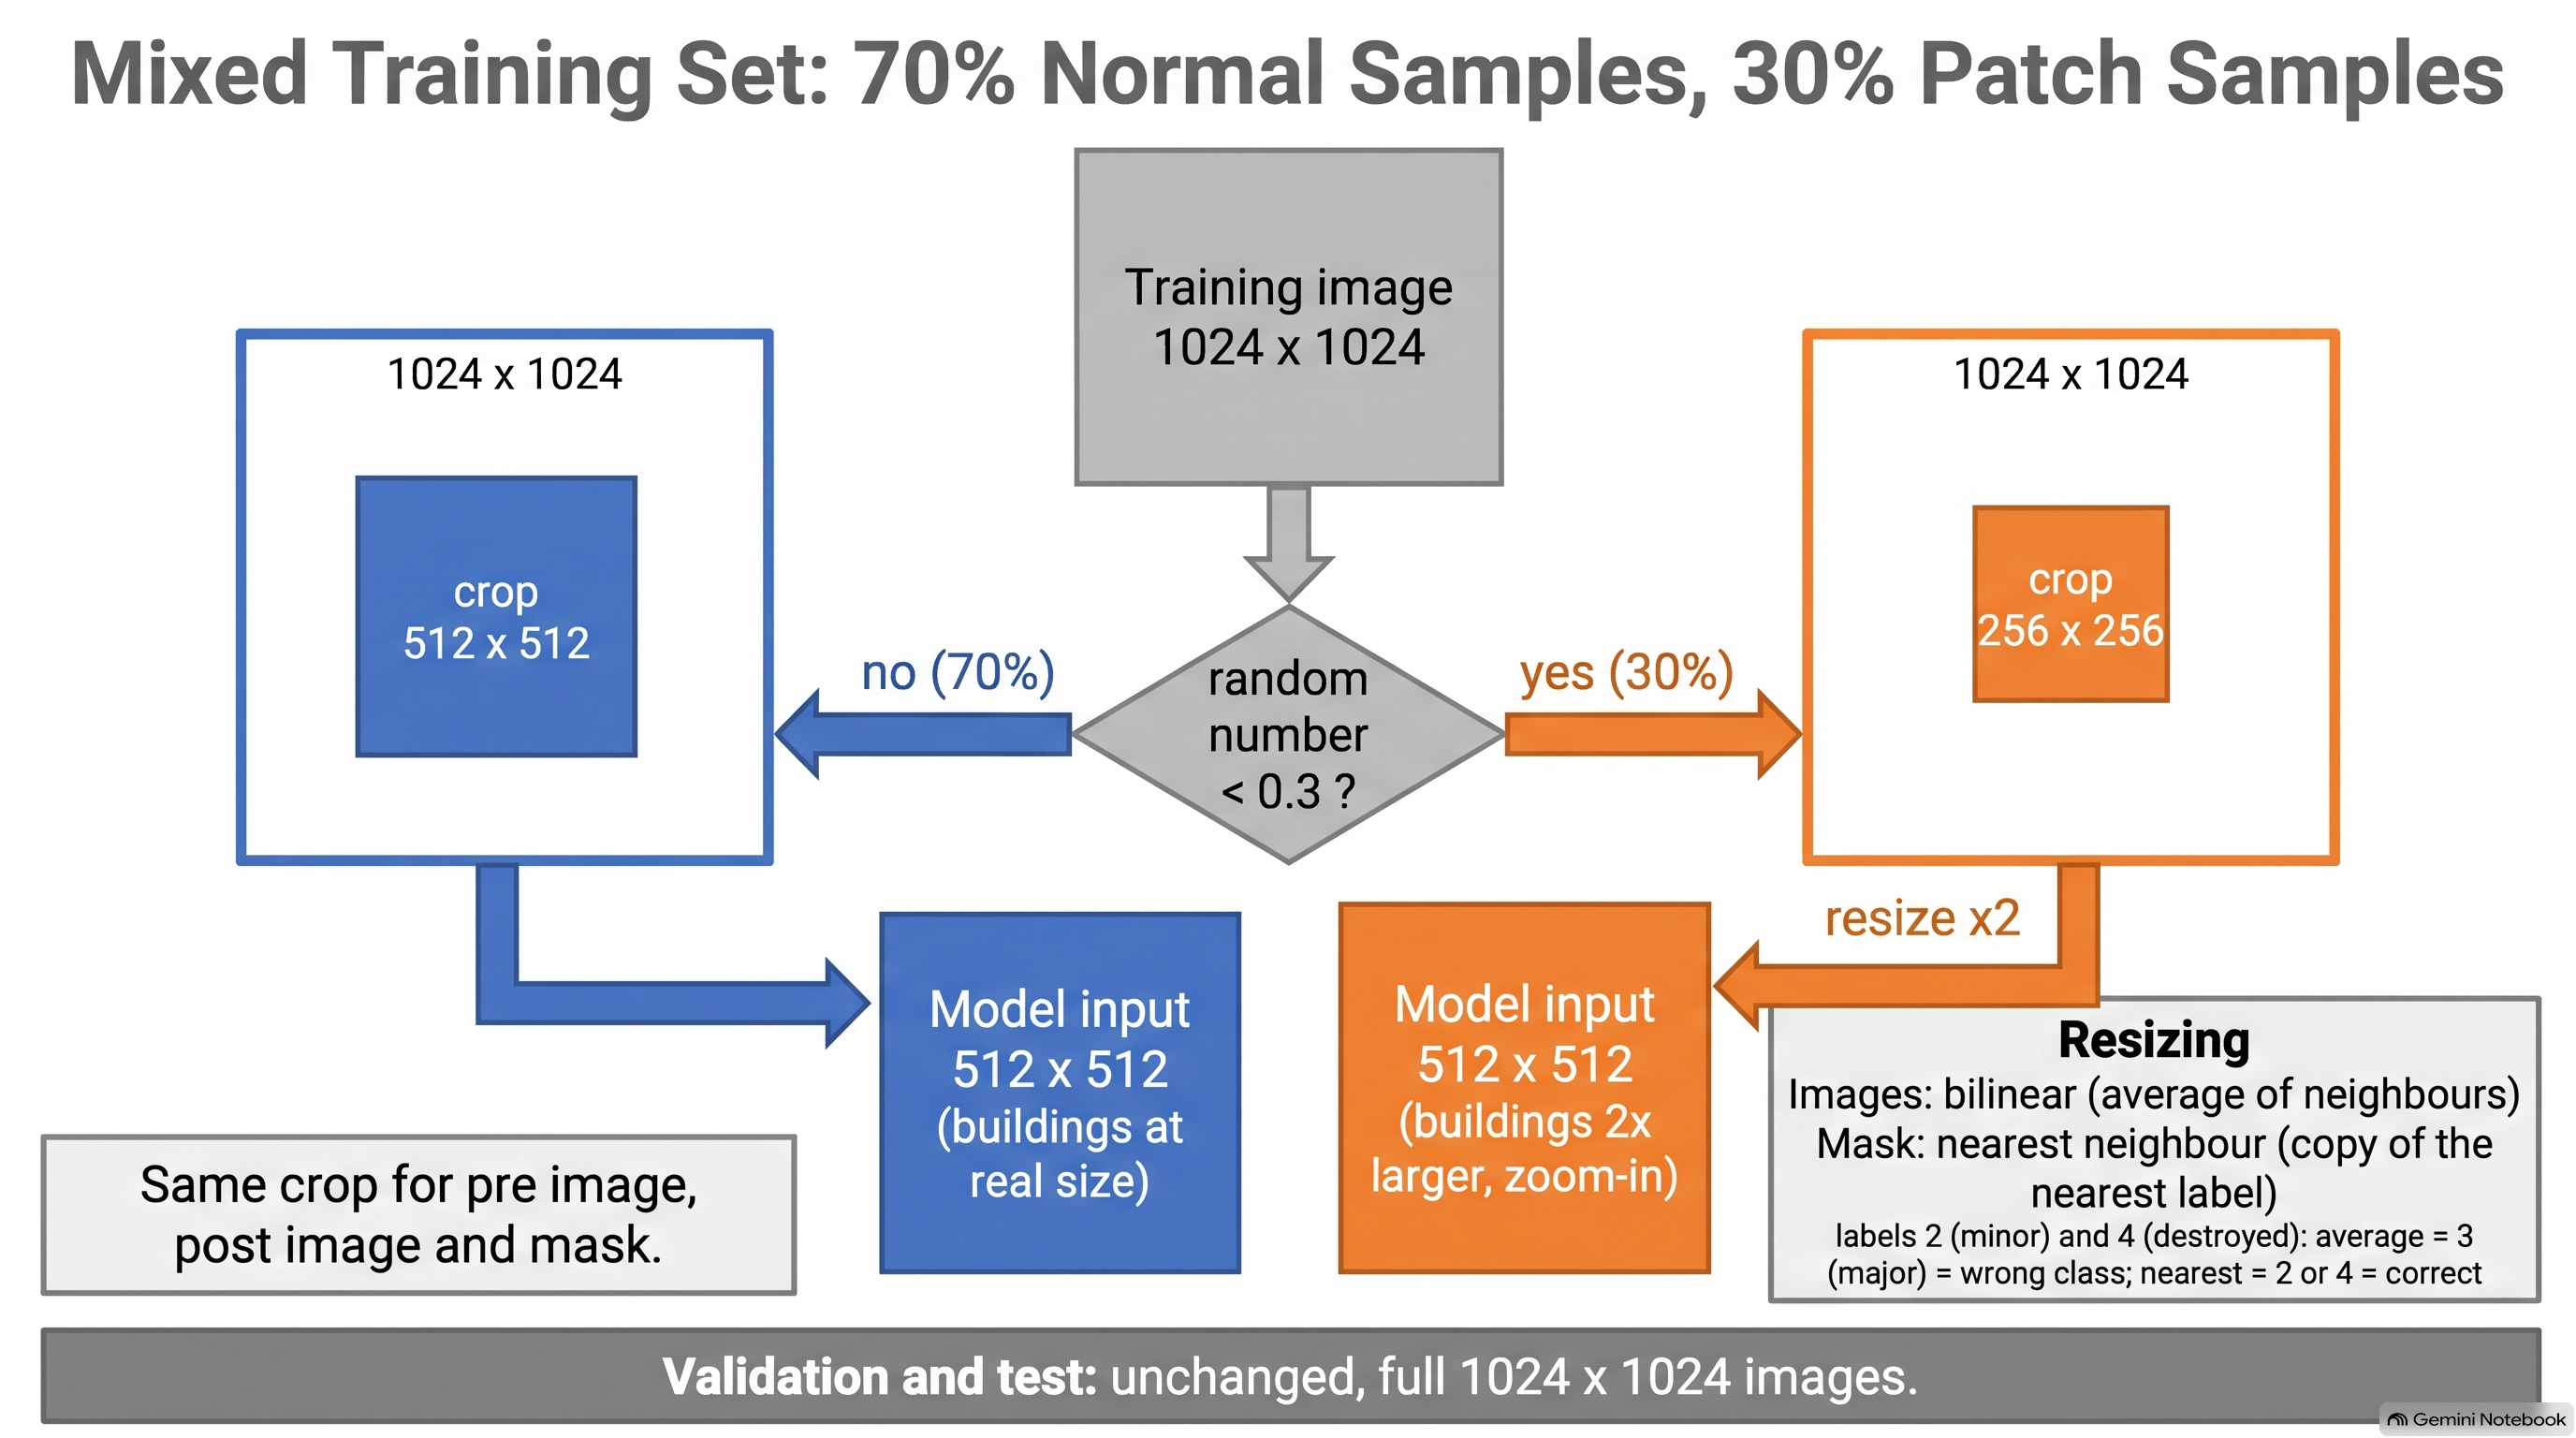 Mixed Training Set: 70% Normal Samples, 30% Patch Samples
Training image
1024 x 1024
1024 x 1024
crop
512 x 512
no (70%)
random
number
< 0.3 ?
yes (30%)
1024 x 1024
crop
256 x 256
resize x2
Model input
512 x 512
(buildings at
real size)
Model input
512 x 512
(buildings 2x
larger, zoom-in)
Same crop for pre image,
post image and mask.
Resizing
Images: bilinear (average of neighbours)
Mask: nearest neighbour (copy of the
nearest label)
labels 2 (minor) and 4 (destroyed): average = 3
(major) = wrong class; nearest = 2 or 4 = correct
Validation and test: unchanged, full 1024 x 1024 images.
Gemini Notebook